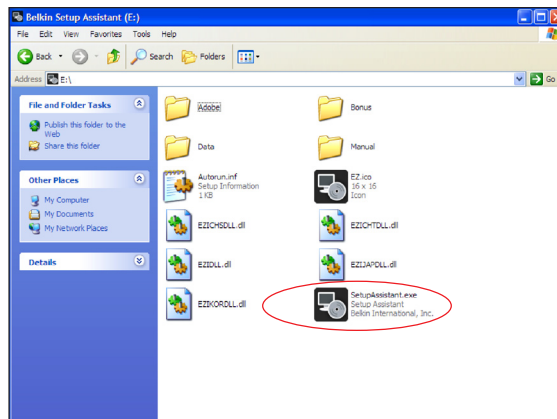 Belkin Setup Assistant (E:)
File Edit View Favorites Tools Help
Back Search Folders
Address E:\ Go
File and Folder Tasks
Publish this folder to the
Web
Share this folder
Other Places
My Computer
My Documents
My Network Places
Details
Adobe
Bonus
Data
Manual
Autorun.inf
Setup Information
1 KB
EZ.ico
16 x 16
Icon
EZICHSDLL.dll
EZICHTDLL.dll
EZIDLL.dll
EZIJAPDLL.dll
EZIKORDLL.dll
SetupAssistant.exe
Setup Assistant
Belkin International, Inc.